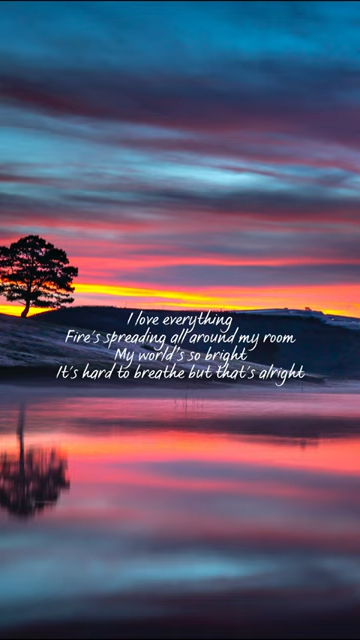 I love everything
Fire's spreading all around my room
My world's so bright
It's hard to breathe but that's alright